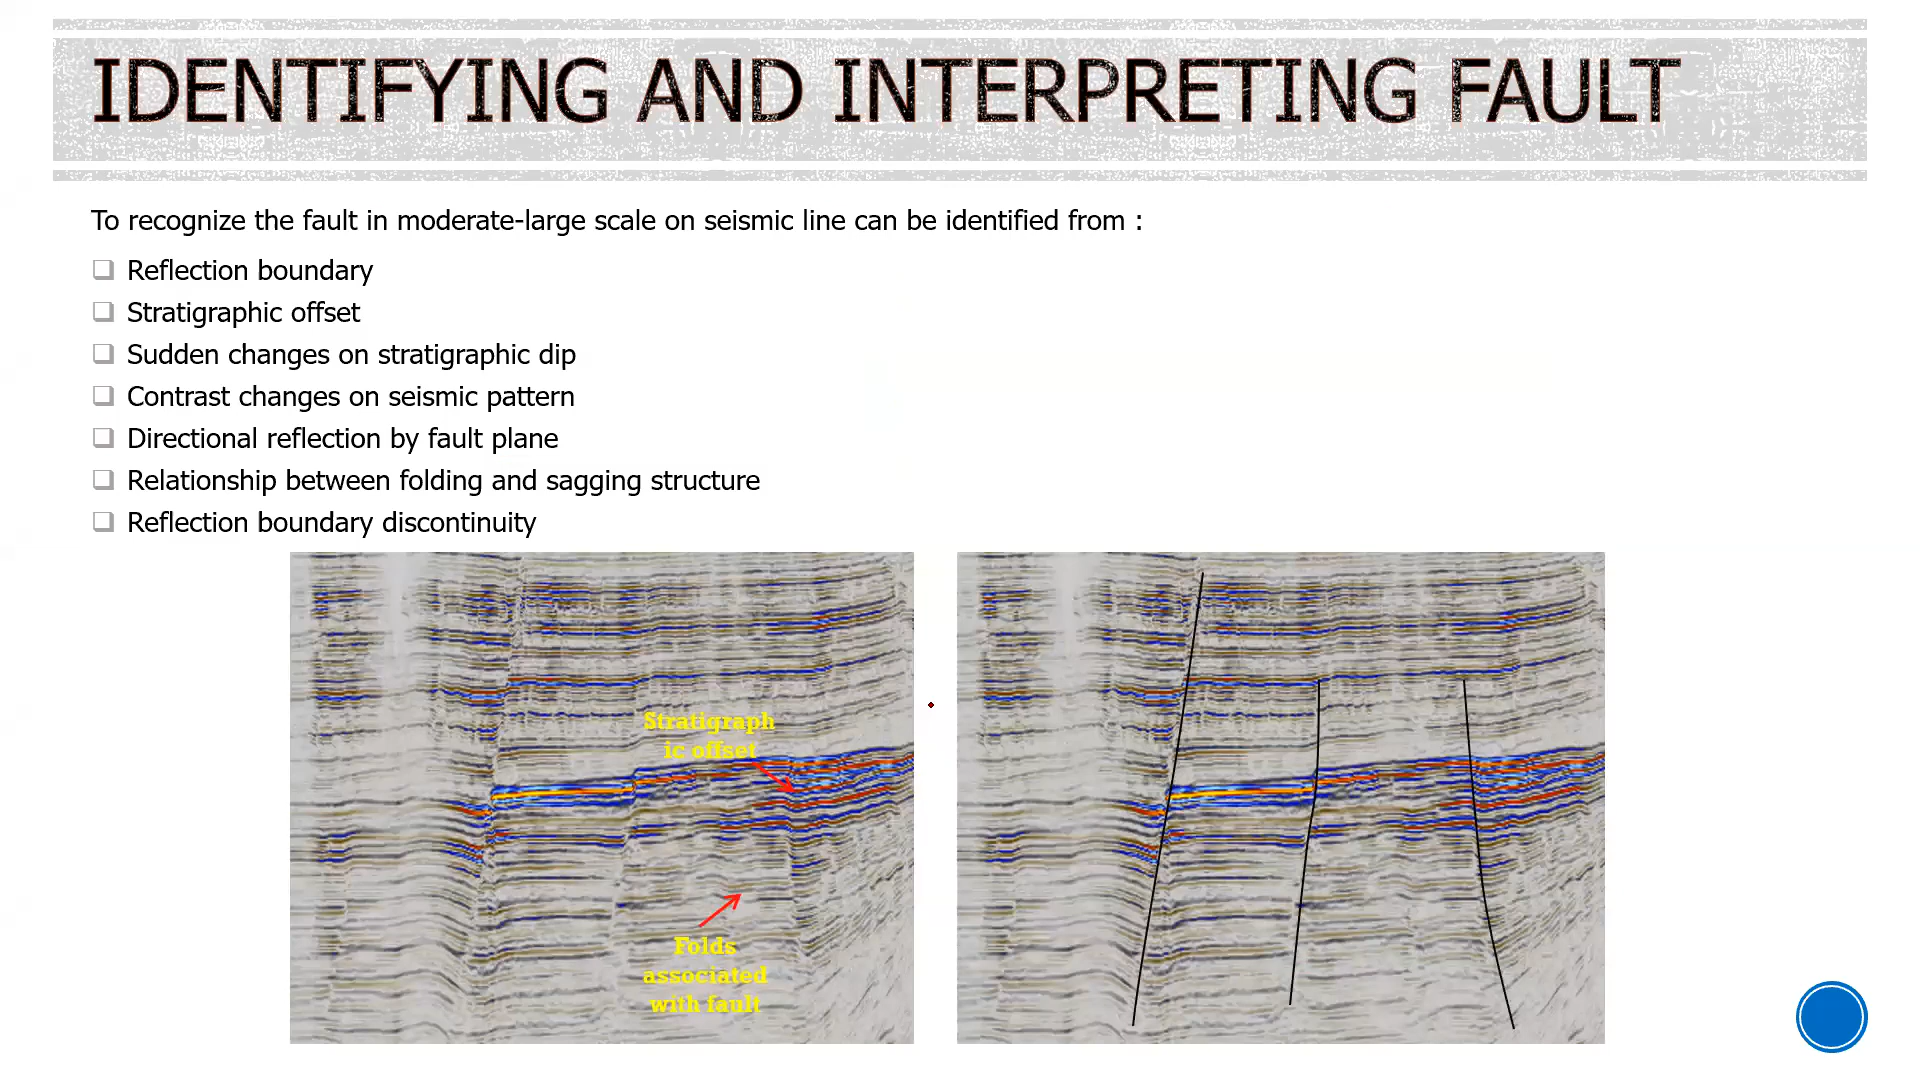 IDENTIFYING AND INTERPRETING FAULT
To recognize the fault in moderate-large scale on seismic line can be identified from :
Reflection boundary
Stratigraphic offset
Sudden changes on stratigraphic dip
Contrast changes on seismic pattern
Directional reflection by fault plane
Relationship between folding and sagging structure
Reflection boundary discontinuity
Stratigraph
ic offset
Folds
associated
with fault